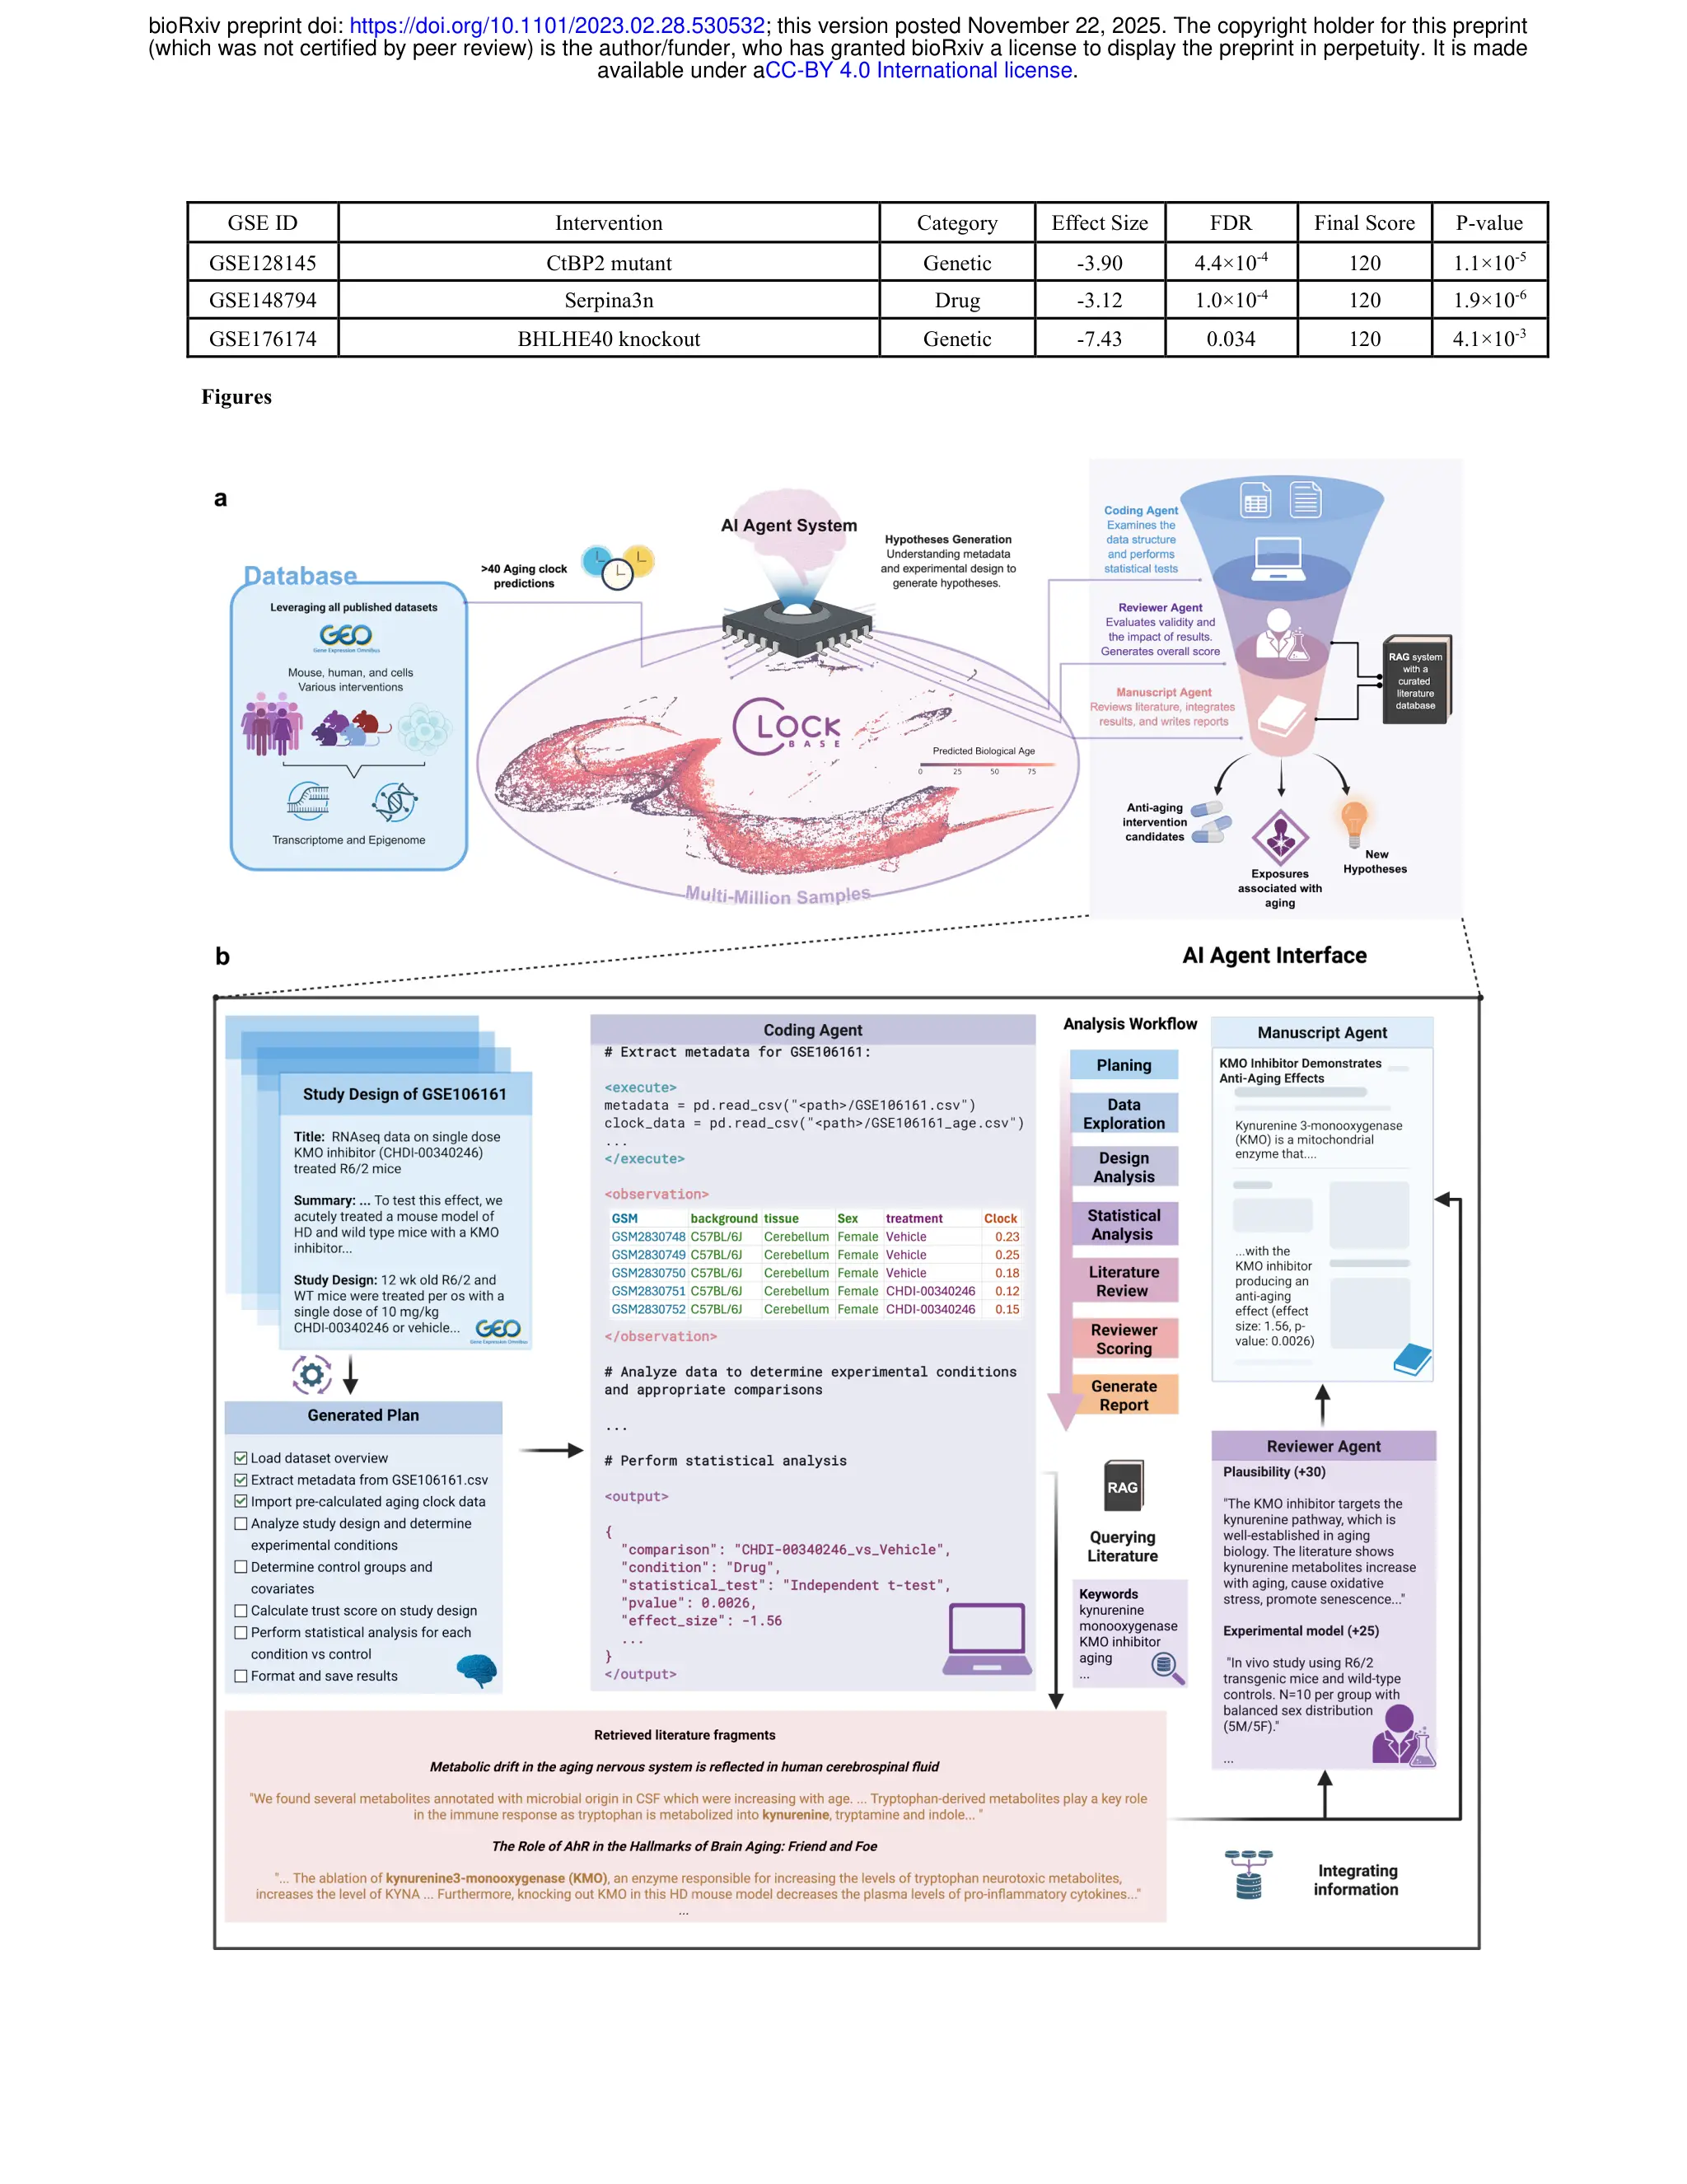 bioRxiv preprint doi: https://doi.org/10.1101/2023.02.28.530532; this version posted November 22, 2025. The copyright holder for this preprint
(which was not certified by peer review) is the author/funder, who has granted bioRxiv a license to display the preprint in perpetuity. It is made
available under aCC-BY 4.0 International license.
GSE ID Intervention Category Effect Size FDR Final Score P-value
GSE128145 CtBP2 mutant Genetic -3.90 4.4×10⁻⁴ 120 1.1×10⁻⁵
GSE148794 Serpina3n Drug -3.12 1.0×10⁻⁴ 120 1.9×10⁻⁶
GSE176174 BHLHE40 knockout Genetic -7.43 0.034 120 4.1×10⁻³
Figures
a
Database
Leveraging all published datasets
GEO
Gene Expression Omnibus
Mouse, human, and cells
Various interventions
Transcriptome and Epigenome
>40 Aging clock
predictions
AI Agent System
Hypotheses Generation
Understanding metadata
and experimental design to
generate hypotheses.
CLOCK
BASE
Predicted Biological Age
0 25 50 75
Multi-Million Samples
Coding Agent
Examines the
data structure
and performs
statistical tests
Reviewer Agent
Evaluates validity and
the impact of results.
Generates overall score
Manuscript Agent
Reviews literature, integrates
results, and writes reports
RAG system
with a
curated
literature
database
Anti-aging
intervention
candidates
Exposures
associated with
aging
New
Hypotheses
b
AI Agent Interface
Study Design of GSE106161
Title: RNAseq data on single dose
KMO inhibitor (CHDI-00340246)
treated R6/2 mice
Summary: ... To test this effect, we
acutely treated a mouse model of
HD and wild type mice with a KMO
inhibitor...
Study Design: 12 wk old R6/2 and
WT mice were treated per os with a
single dose of 10 mg/kg
CHDI-00340246 or vehicle...
GEO
Gene Expression Omnibus
Generated Plan
Load dataset overview
Extract metadata from GSE106161.csv
Import pre-calculated aging clock data
Analyze study design and determine
experimental conditions
Determine control groups and
covariates
Calculate trust score on study design
Perform statistical analysis for each
condition vs control
Format and save results
Coding Agent
# Extract metadata for GSE106161:
<execute>
metadata = pd.read_csv("<path>/GSE106161.csv")
clock_data = pd.read_csv("<path>/GSE106161_age.csv")
...
</execute>
<observation>
GSM background tissue Sex treatment Clock
GSM2830748 C57BL/6J Cerebellum Female Vehicle 0.23
GSM2830749 C57BL/6J Cerebellum Female Vehicle 0.25
GSM2830750 C57BL/6J Cerebellum Female Vehicle 0.18
GSM2830751 C57BL/6J Cerebellum Female CHDI-00340246 0.12
GSM2830752 C57BL/6J Cerebellum Female CHDI-00340246 0.15
</observation>
# Analyze data to determine experimental conditions
and appropriate comparisons
...
# Perform statistical analysis
<output>
{
"comparison": "CHDI-00340246_vs_Vehicle",
"condition": "Drug",
"statistical_test": "Independent t-test",
"pvalue": 0.0026,
"effect_size": -1.56
...
}
</output>
Analysis Workflow
Planing
Data
Exploration
Design
Analysis
Statistical
Analysis
Literature
Review
Reviewer
Scoring
Generate
Report
RAG
Querying
Literature
Keywords
kynurenine
monooxygenase
KMO inhibitor
aging
...
Manuscript Agent
KMO Inhibitor Demonstrates
Anti-Aging Effects
Kynurenine 3-monooxygenase
(KMO) is a mitochondrial
enzyme that....
...with the
KMO inhibitor
producing an
anti-aging
effect (effect
size: 1.56, p-
value: 0.0026)
Reviewer Agent
Plausibility (+30)
"The KMO inhibitor targets the
kynurenine pathway, which is
well-established in aging
biology. The literature shows
kynurenine metabolites increase
with aging, cause oxidative
stress, promote senescence..."
Experimental model (+25)
"In vivo study using R6/2
transgenic mice and wild-type
controls. N=10 per group with
balanced sex distribution
(5M/5F)."
...
Retrieved literature fragments
Metabolic drift in the aging nervous system is reflected in human cerebrospinal fluid
"We found several metabolites annotated with microbial origin in CSF which were increasing with age. ... Tryptophan-derived metabolites play a key role
in the immune response as tryptophan is metabolized into kynurenine, tryptamine and indole... "
The Role of AhR in the Hallmarks of Brain Aging: Friend and Foe
"... The ablation of kynurenine3-monooxygenase (KMO), an enzyme responsible for increasing the levels of tryptophan neurotoxic metabolites,
increases the level of KYNA ... Furthermore, knocking out KMO in this HD mouse model decreases the plasma levels of pro-inflammatory cytokines..."
...
Integrating
information